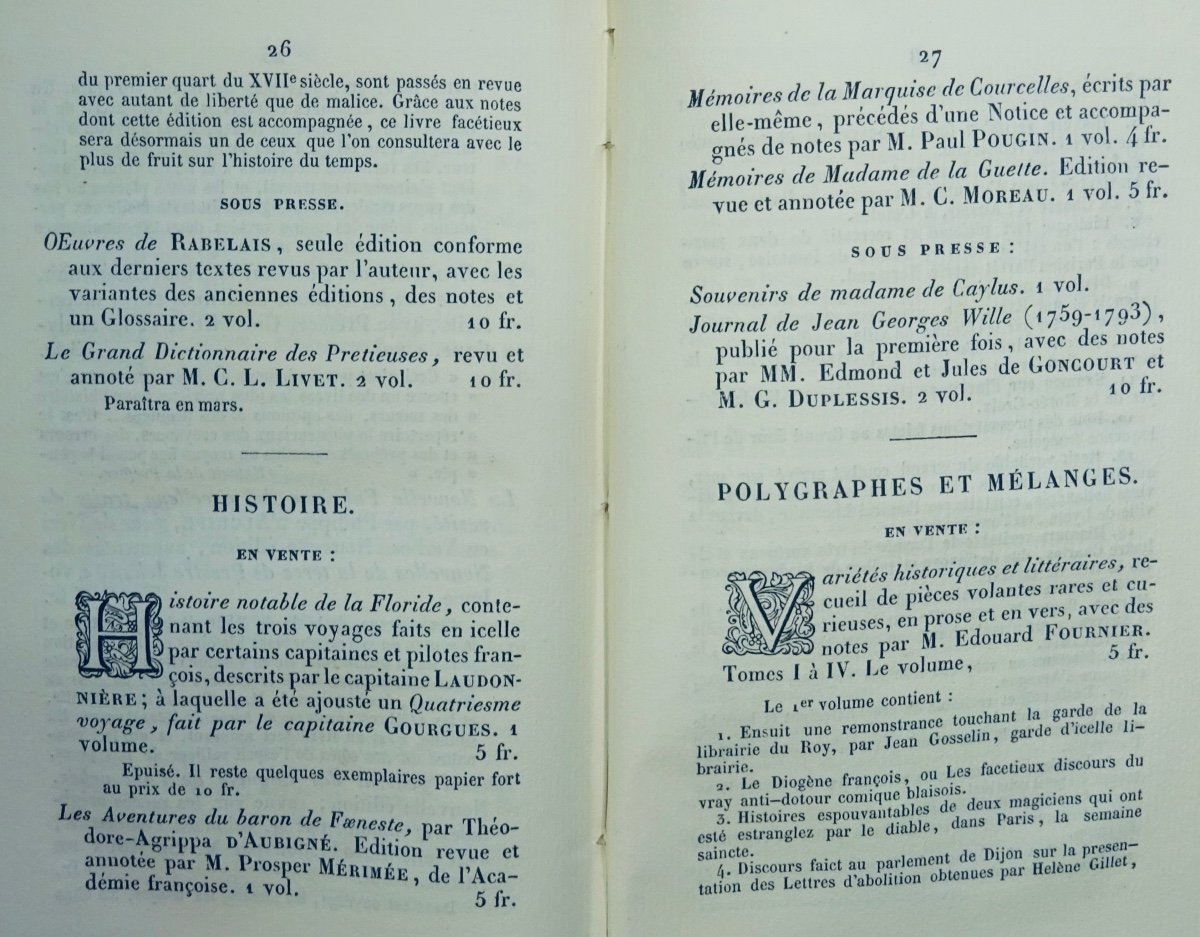 26
du premier quart du XVIIe siècle, sont passés en revue
avec autant de liberté que de malice. Grâce aux notes
dont cette édition est accompagnée, ce livre facétieux
sera désormais un de ceux que l'on consultera avec le
plus de fruit sur l'histoire du temps.
SOUS PRESSE.
OEuvres de RABELAIS, seule édition conforme
aux derniers textes revus par l'auteur, avec les
variantes des anciennes éditions, des notes et
un Glossaire. 2 vol. 10 fr.
Le Grand Dictionnaire des Pretieuses, revu et
annoté par M. C. L. LIVET. 2 vol. 10 fr.
Paraîtra en mars.
HISTOIRE.
EN VENTE :
Histoire notable de la Floride, conte-
nant les trois voyages faits en icelle
par certains capitaines et pilotes fran-
çois, descrits par le capitaine LAUDON-
NIÈRE; à laquelle a été ajousté un Quatriesme
voyage, fait par le capitaine GOURGUES. 1
volume. 5 fr.
Epuisé. Il reste quelques exemplaires papier fort
au prix de 10 fr.
Les Aventures du baron de Fæneste, par Théo-
dore-Agrippa D'AUBIGNÉ. Edition revue et
annotée par M. Prosper MÉRIMÉE, de l'Aca-
démie françoise. 1 vol. 5 fr.
27
Mémoires de la Marquise de Courcelles, écrits par
elle-même, précédés d'une Notice et accompa-
gnés de notes par M. Paul POUGIN. 1 vol. 4 fr.
Mémoires de Madame de la Guette. Edition re-
vue et annotée par M. C. MOREAU. 1 vol. 5 fr.
SOUS PRESSE :
Souvenirs de madame de Caylus. 1 vol.
Journal de Jean Georges Wille (1759-1793),
publié pour la première fois, avec des notes
par MM. Edmond et Jules de GONCOURT et
M. G. DUPLESSIS. 2 vol. 10 fr.
POLYGRAPHES ET MÉLANGES.
EN VENTE :
Variétés historiques et littéraires, re-
cueil de pièces volantes rares et cu-
rieuses, en prose et en vers, avec des
notes par M. Edouard FOURNIER.
Tomes I à IV. Le volume, 5 fr.
Le 1er volume contient :
1. Ensuit une remonstrance touchant la garde de la
librairie du Roy, par Jean Gosselin, garde d'icelle li-
brairie.
2. Le Diogène françois, ou Les facetieux discours du
vray anti-dotour comique blaisois.
3. Histoires espouvantables de deux magiciens qui ont
esté estranglez par le diable, dans Paris, la semaine
saincte.
4. Discours faict au parlement de Dijon sur la presen-
tation des Lettres d'abolition obtenues par Helène Gillet,